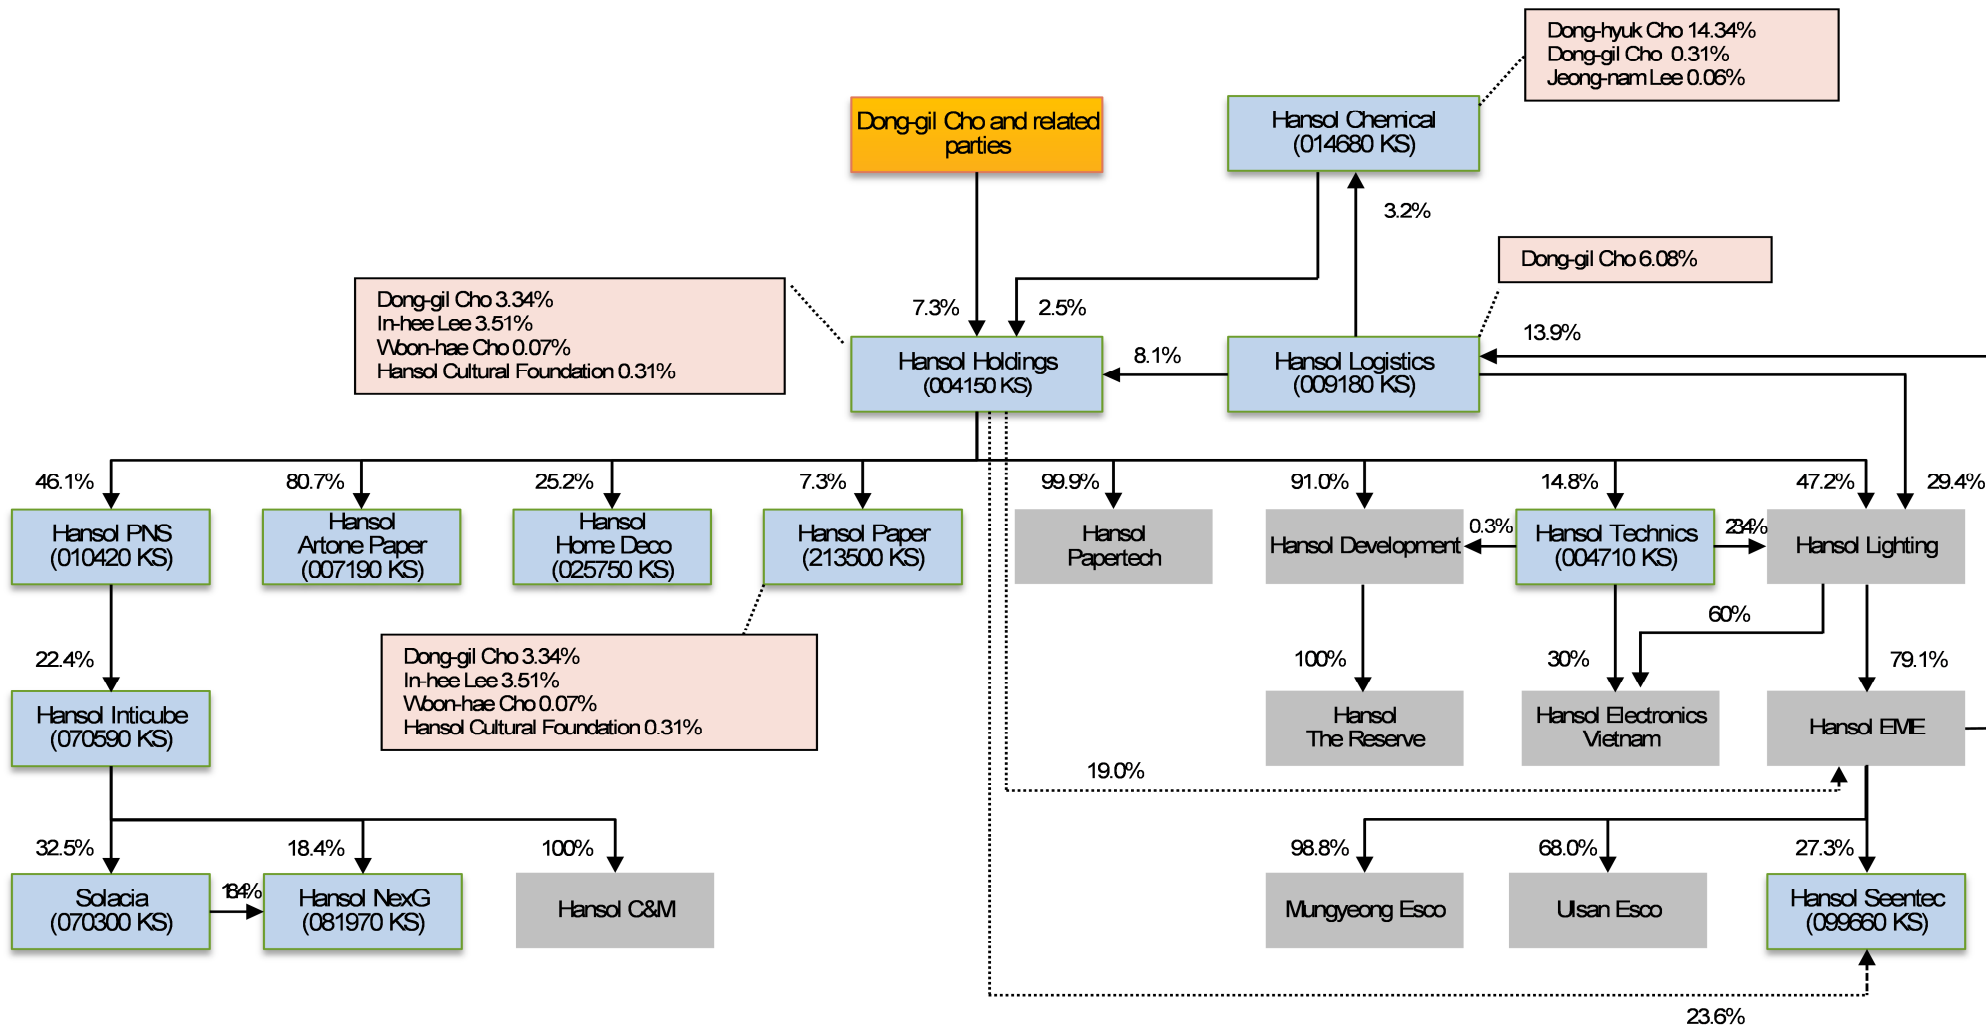 Dong-hyuk Cho 14.34%
Dong-gil Cho 0.31%
Jeong-nam Lee 0.06%
Dong-gil Cho and related
parties
Hansol Chemical
(014680 KS)
3.2%
Dong-gil Cho 6.08%
Dong-gil Cho 3.34%
In-hee Lee 3.51%
Woon-hae Cho 0.07%
Hansol Cultural Foundation 0.31%
7.3%
2.5%
13.9%
Hansol Holdings
(004150 KS)
8.1%
Hansol Logistics
(009180 KS)
46.1%
80.7%
25.2%
7.3%
99.9%
91.0%
14.8%
47.2%
29.4%
Hansol PNS
(010420 KS)
Hansol
Artone Paper
(007190 KS)
Hansol
Home Deco
(025750 KS)
Hansol Paper
(213500 KS)
Hansol
Papertech
Hansol Development
0.3%
Hansol Technics
(004710 KS)
Hansol Lighting
60%
Dong-gil Cho 3.34%
In-hee Lee 3.51%
Woon-hae Cho 0.07%
Hansol Cultural Foundation 0.31%
22.4%
100%
30%
79.1%
Hansol Inticube
(070590 KS)
Hansol
The Reserve
Hansol Electronics
Vietnam
Hansol EME
19.0%
32.5%
18.4%
100%
98.8%
68.0%
27.3%
Solacia
(070300 KS)
Hansol NexG
(081970 KS)
Hansol C&M
Mungyeong Esco
Ulsan Esco
Hansol Seentec
(099660 KS)
23.6%